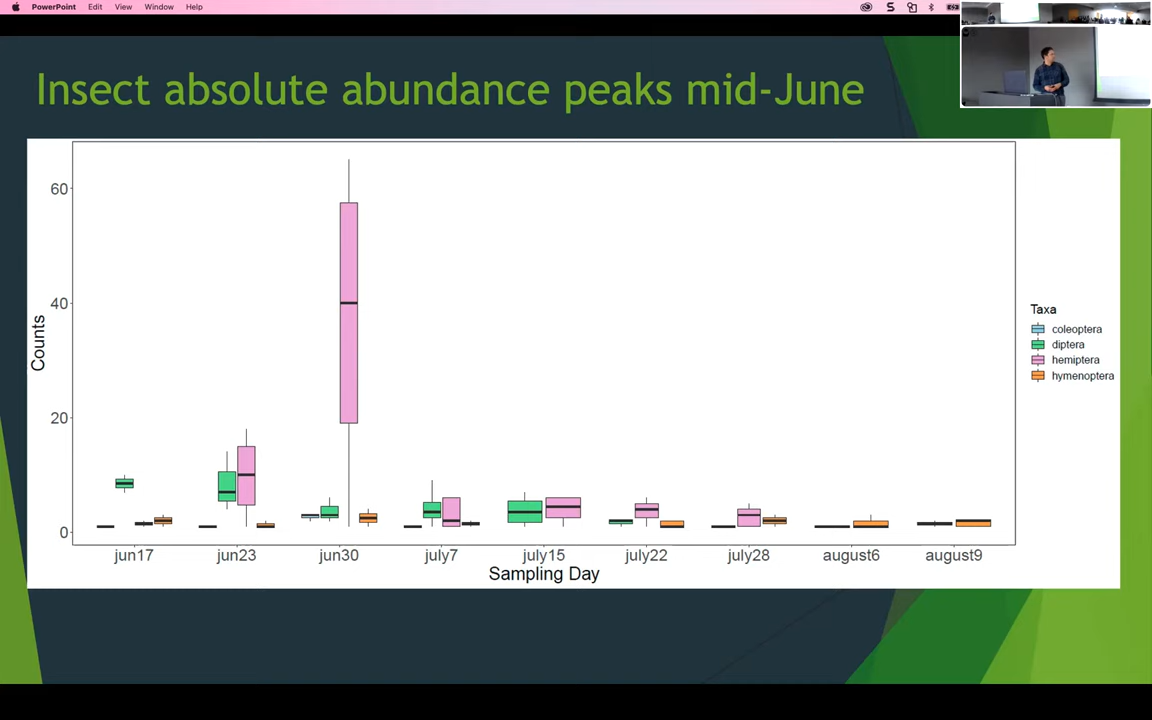 PowerPoint Edit View Window Help
Insect absolute abundance peaks mid-June
60
40
20
0
Counts
jun17 jun23 jun30 july7 july15 july22 july28 august6 august9
Sampling Day
Taxa
coleoptera
diptera
hemiptera
hymenoptera